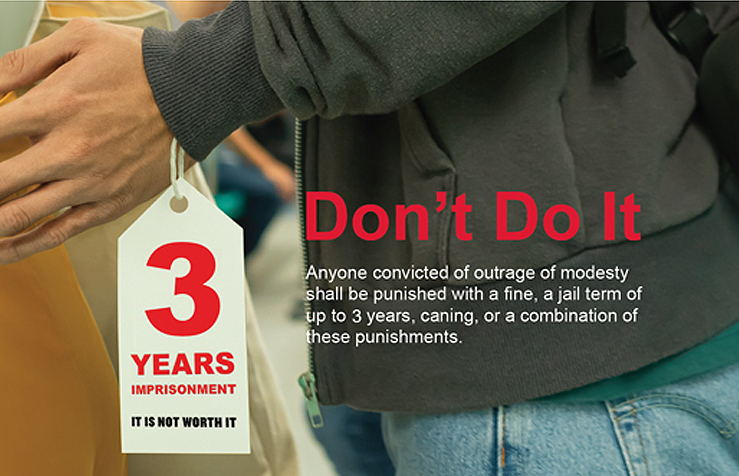 Don't Do It
Anyone convicted of outrage of modesty
shall be punished with a fine, a jail term of
up to 3 years, caning, or a combination of
these punishments.
3
YEARS
IMPRISONMENT
IT IS NOT WORTH IT